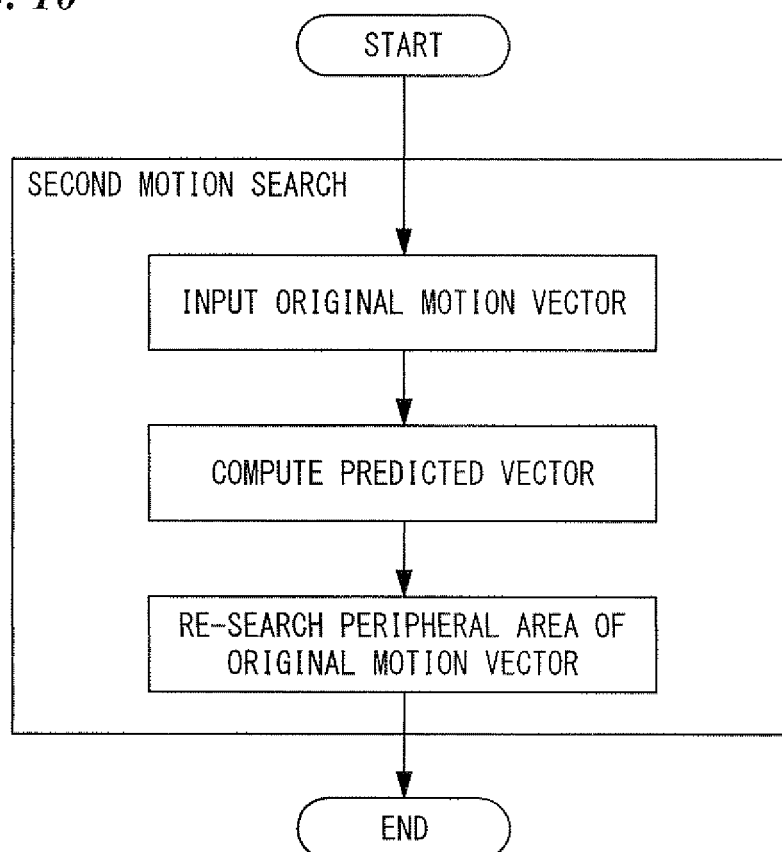 . 10
START
SECOND MOTION SEARCH
INPUT ORIGINAL MOTION VECTOR
COMPUTE PREDICTED VECTOR
RE-SEARCH PERIPHERAL AREA OF
ORIGINAL MOTION VECTOR
END